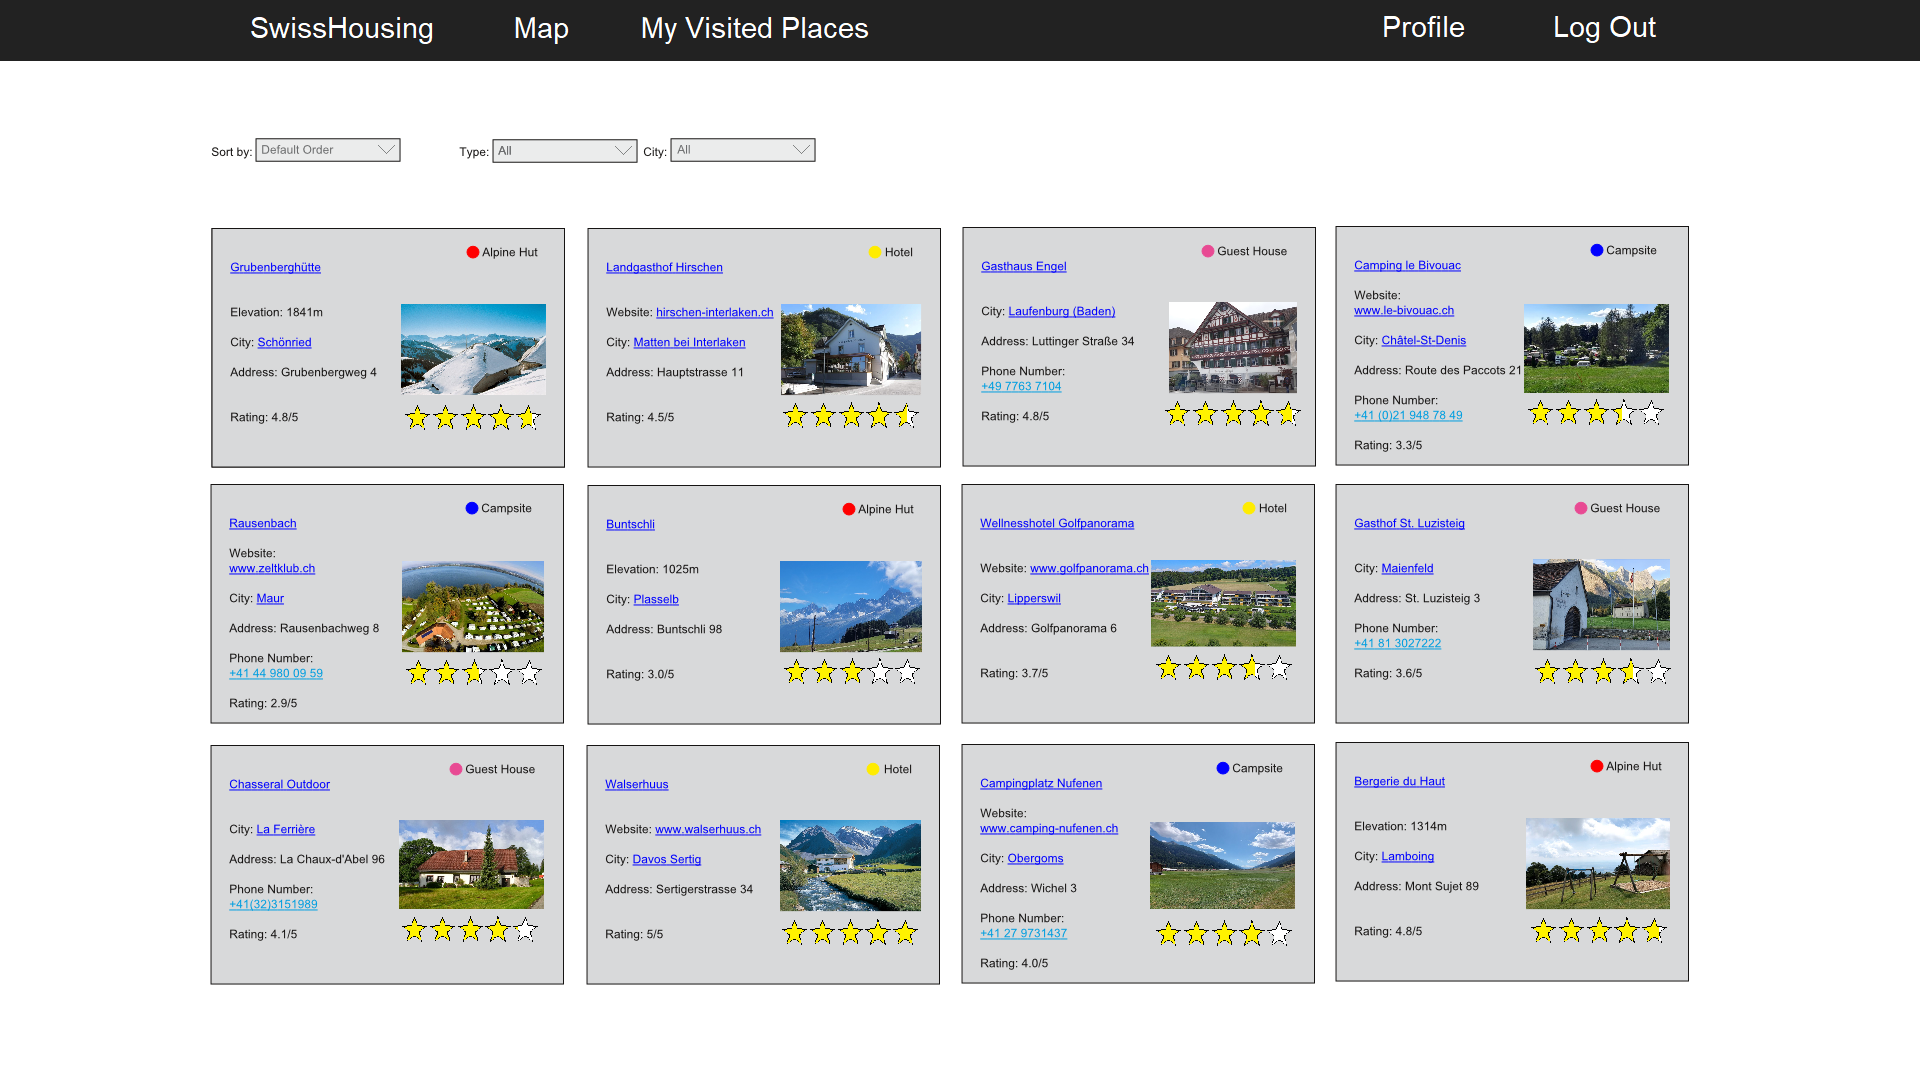 SwissHousing Map My Visited Places Profile Log Out
Sort by: Default Order Type: All City: All
Alpine Hut
Grubenberghütte
Elevation: 1841m
City: Schönried
Address: Grubenbergweg 4
Rating: 4.8/5
Hotel
Landgasthof Hirschen
Website: hirschen-interlaken.ch
City: Matten bei Interlaken
Address: Hauptstrasse 11
Rating: 4.5/5
Guest House
Gasthaus Engel
City: Laufenburg (Baden)
Address: Luttinger Straße 34
Phone Number:
+49 7763 7104
Rating: 4.8/5
Campsite
Camping le Bivouac
Website:
www.le-bivouac.ch
City: Châtel-St-Denis
Address: Route des Paccots 21
Phone Number:
+41 (0)21 948 78 49
Rating: 3.3/5
Campsite
Rausenbach
Website:
www.zeltklub.ch
City: Maur
Address: Rausenbachweg 8
Phone Number:
+41 44 980 09 59
Rating: 2.9/5
Alpine Hut
Buntschli
Elevation: 1025m
City: Plasselb
Address: Buntschli 98
Rating: 3.0/5
Hotel
Wellnesshotel Golfpanorama
Website: www.golfpanorama.ch
City: Lipperswil
Address: Golfpanorama 6
Rating: 3.7/5
Guest House
Gasthof St. Luzisteig
City: Maienfeld
Address: St. Luzisteig 3
Phone Number:
+41 81 3027222
Rating: 3.6/5
Guest House
Chasseral Outdoor
City: La Ferrière
Address: La Chaux-d'Abel 96
Phone Number:
+41(32)3151989
Rating: 4.1/5
Hotel
Walserhuus
Website: www.walserhuus.ch
City: Davos Sertig
Address: Sertigerstrasse 34
Rating: 5/5
Campsite
Campingplatz Nufenen
Website:
www.camping-nufenen.ch
City: Obergoms
Address: Wichel 3
Phone Number:
+41 27 9731437
Rating: 4.0/5
Alpine Hut
Bergerie du Haut
Elevation: 1314m
City: Lamboing
Address: Mont Sujet 89
Rating: 4.8/5